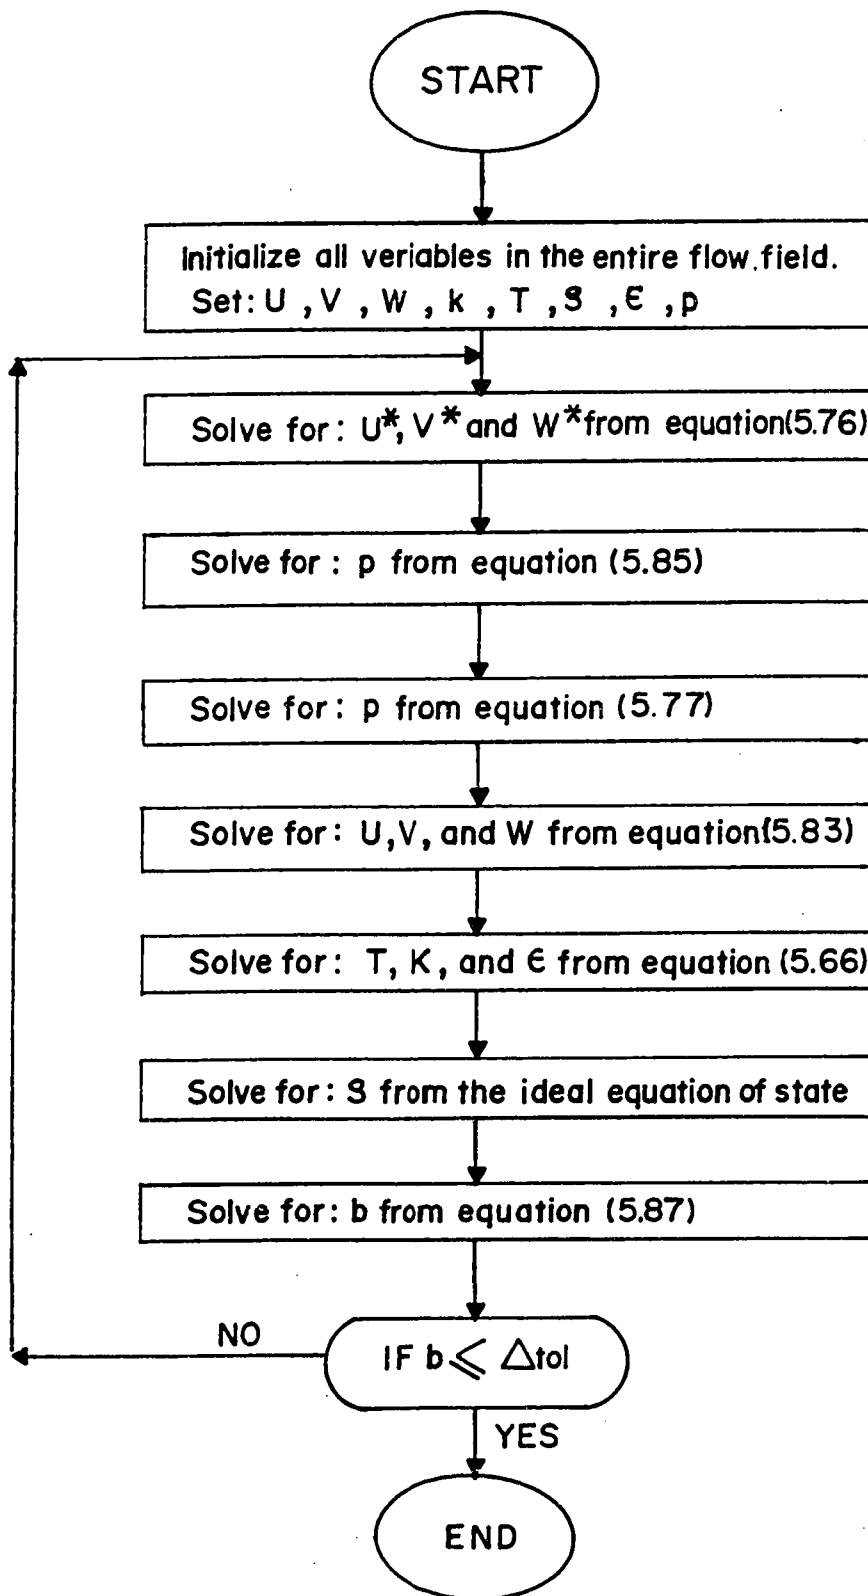 START
Initialize all veriables in the entire flow.field.
Set: U , V , W , k , T , ϑ , Є , p
Solve for: U*, V* and W* from equation(5.76)
Solve for : p from equation (5.85)
Solve for: p from equation (5.77)
Solve for: U,V, and W from equation(5.83)
Solve for: T, K, and Є from equation (5.66)
Solve for: ϑ from the ideal equation of state
Solve for: b from equation (5.87)
NO
IF b ⩽ Δtol
YES
END